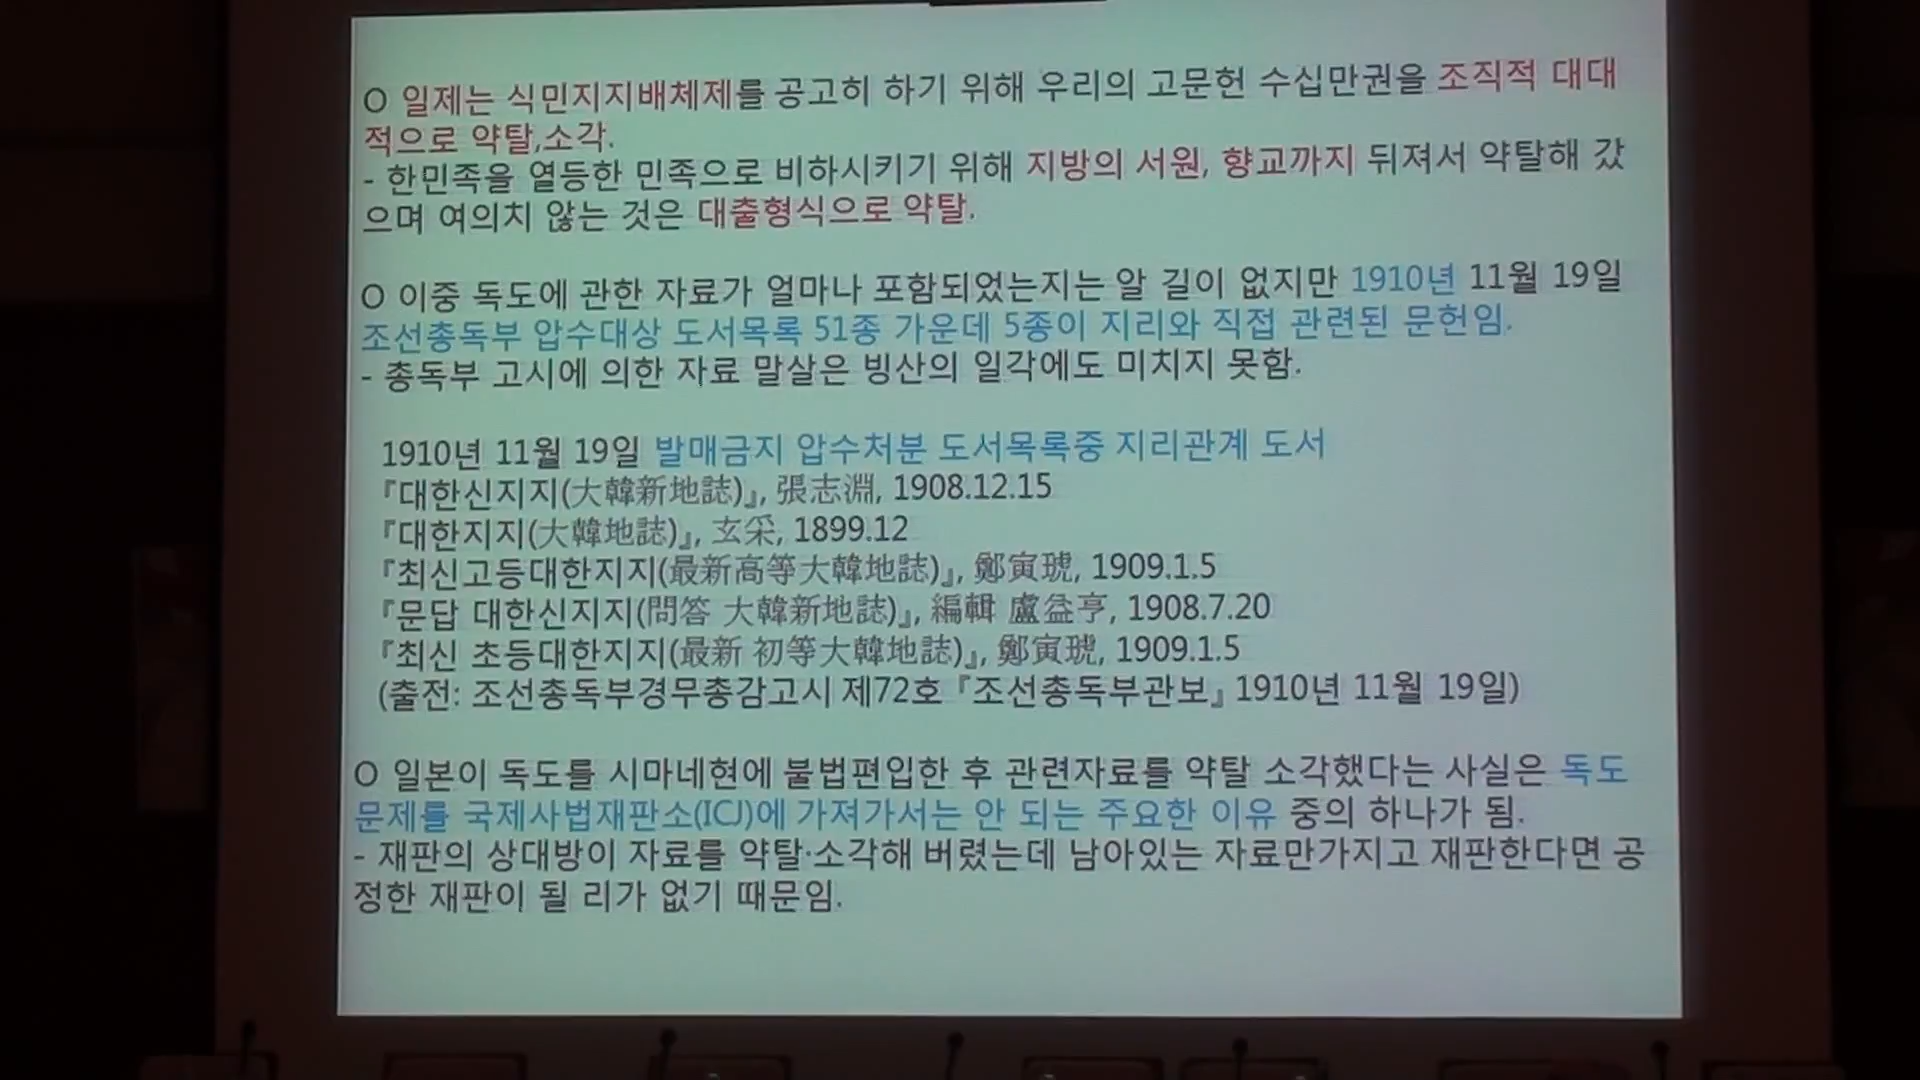 O 일제는 식민지지배체제를 공고히 하기 위해 우리의 고문헌 수십만권을 조직적 대대
적으로 약탈,소각.
- 한민족을 열등한 민족으로 비하시키기 위해 지방의 서원, 향교까지 뒤져서 약탈해 갔
으며 여의치 않는 것은 대출형식으로 약탈.
O 이중 독도에 관한 자료가 얼마나 포함되었는지는 알 길이 없지만 1910년 11월 19일
조선총독부 압수대상 도서목록 51종 가운데 5종이 지리와 직접 관련된 문헌임.
- 총독부 고시에 의한 자료 말살은 빙산의 일각에도 미치지 못함.
1910년 11월 19일 발매금지 압수처분 도서목록중 지리관계 도서
『대한신지지(大韓新地誌)』, 張志淵, 1908.12.15
『대한지지(大韓地誌)』, 玄采, 1899.12
『최신고등대한지지(最新高等大韓地誌)』, 鄭寅琥, 1909.1.5
『문답 대한신지지(問答 大韓新地誌)』, 編輯 盧益亨, 1908.7.20
『최신 초등대한지지(最新 初等大韓地誌)』, 鄭寅琥, 1909.1.5
(출전: 조선총독부경무총감고시 제72호 『조선총독부관보』 1910년 11월 19일)
O 일본이 독도를 시마네현에 불법편입한 후 관련자료를 약탈 소각했다는 사실은 독도
문제를 국제사법재판소(ICJ)에 가져가서는 안 되는 주요한 이유 중의 하나가 됨.
- 재판의 상대방이 자료를 약탈·소각해 버렸는데 남아있는 자료만가지고 재판한다면 공
정한 재판이 될 리가 없기 때문임.